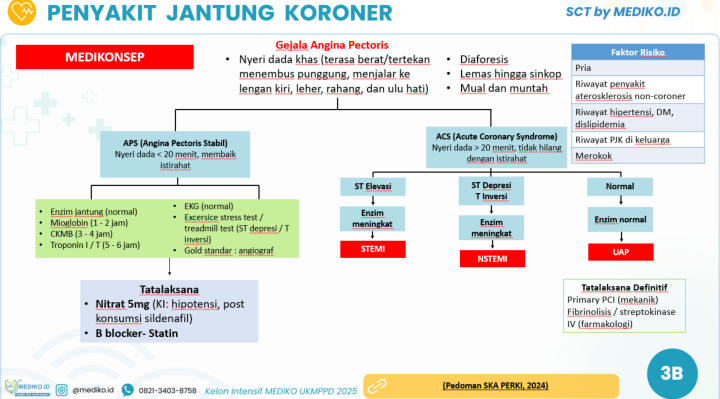 PENYAKIT JANTUNG KORONER
SCT by MEDIKO.ID
MEDIKONSEP
Gejala Angina Pectoris
• Nyeri dada khas (terasa berat/tertekan
menembus punggung, menjalar ke
lengan kiri, leher, rahang, dan ulu hati)
• Diaforesis
• Lemas hingga sinkop
• Mual dan muntah
Faktor Risiko
Pria
Riwayat penyakit
aterosklerosis non-coroner
Riwayat hipertensi, DM,
dislipidemia
Riwayat PJK di keluarga
Merokok
APS (Angina Pectoris Stabil)
Nyeri dada < 20 menit, membaik
istirahat
ACS (Acute Coronary Syndrome)
Nyeri dada > 20 menit, tidak hilang
dengan istirahat
• Enzim jantung (normal)
• Mioglobin (1 - 2 jam)
• CKMB (3 - 4 jam)
• Troponin I / T (5 - 6 jam)
• EKG (normal)
• Excersice stress test /
treadmill test (ST depresi / T
inversi)
• Gold standar : angiograf
ST Elevasi
Enzim
meningkat
STEMI
ST Depresi
T Inversi
Enzim
meningkat
NSTEMI
Normal
Enzim normal
UAP
Tatalaksana
• Nitrat 5mg (KI: hipotensi, post
konsumsi sildenafil)
• B blocker- Statin
Tatalaksana Definitif
Primary PCI (mekanik)
Fibrinolisis / streptokinase
IV (farmakologi)
MEDIKO.ID
@mediko.id
0821-3403-8758
Kelon Intensif MEDIKO UKMPPD 2025
(Pedoman SKA PERKI, 2024)
3B